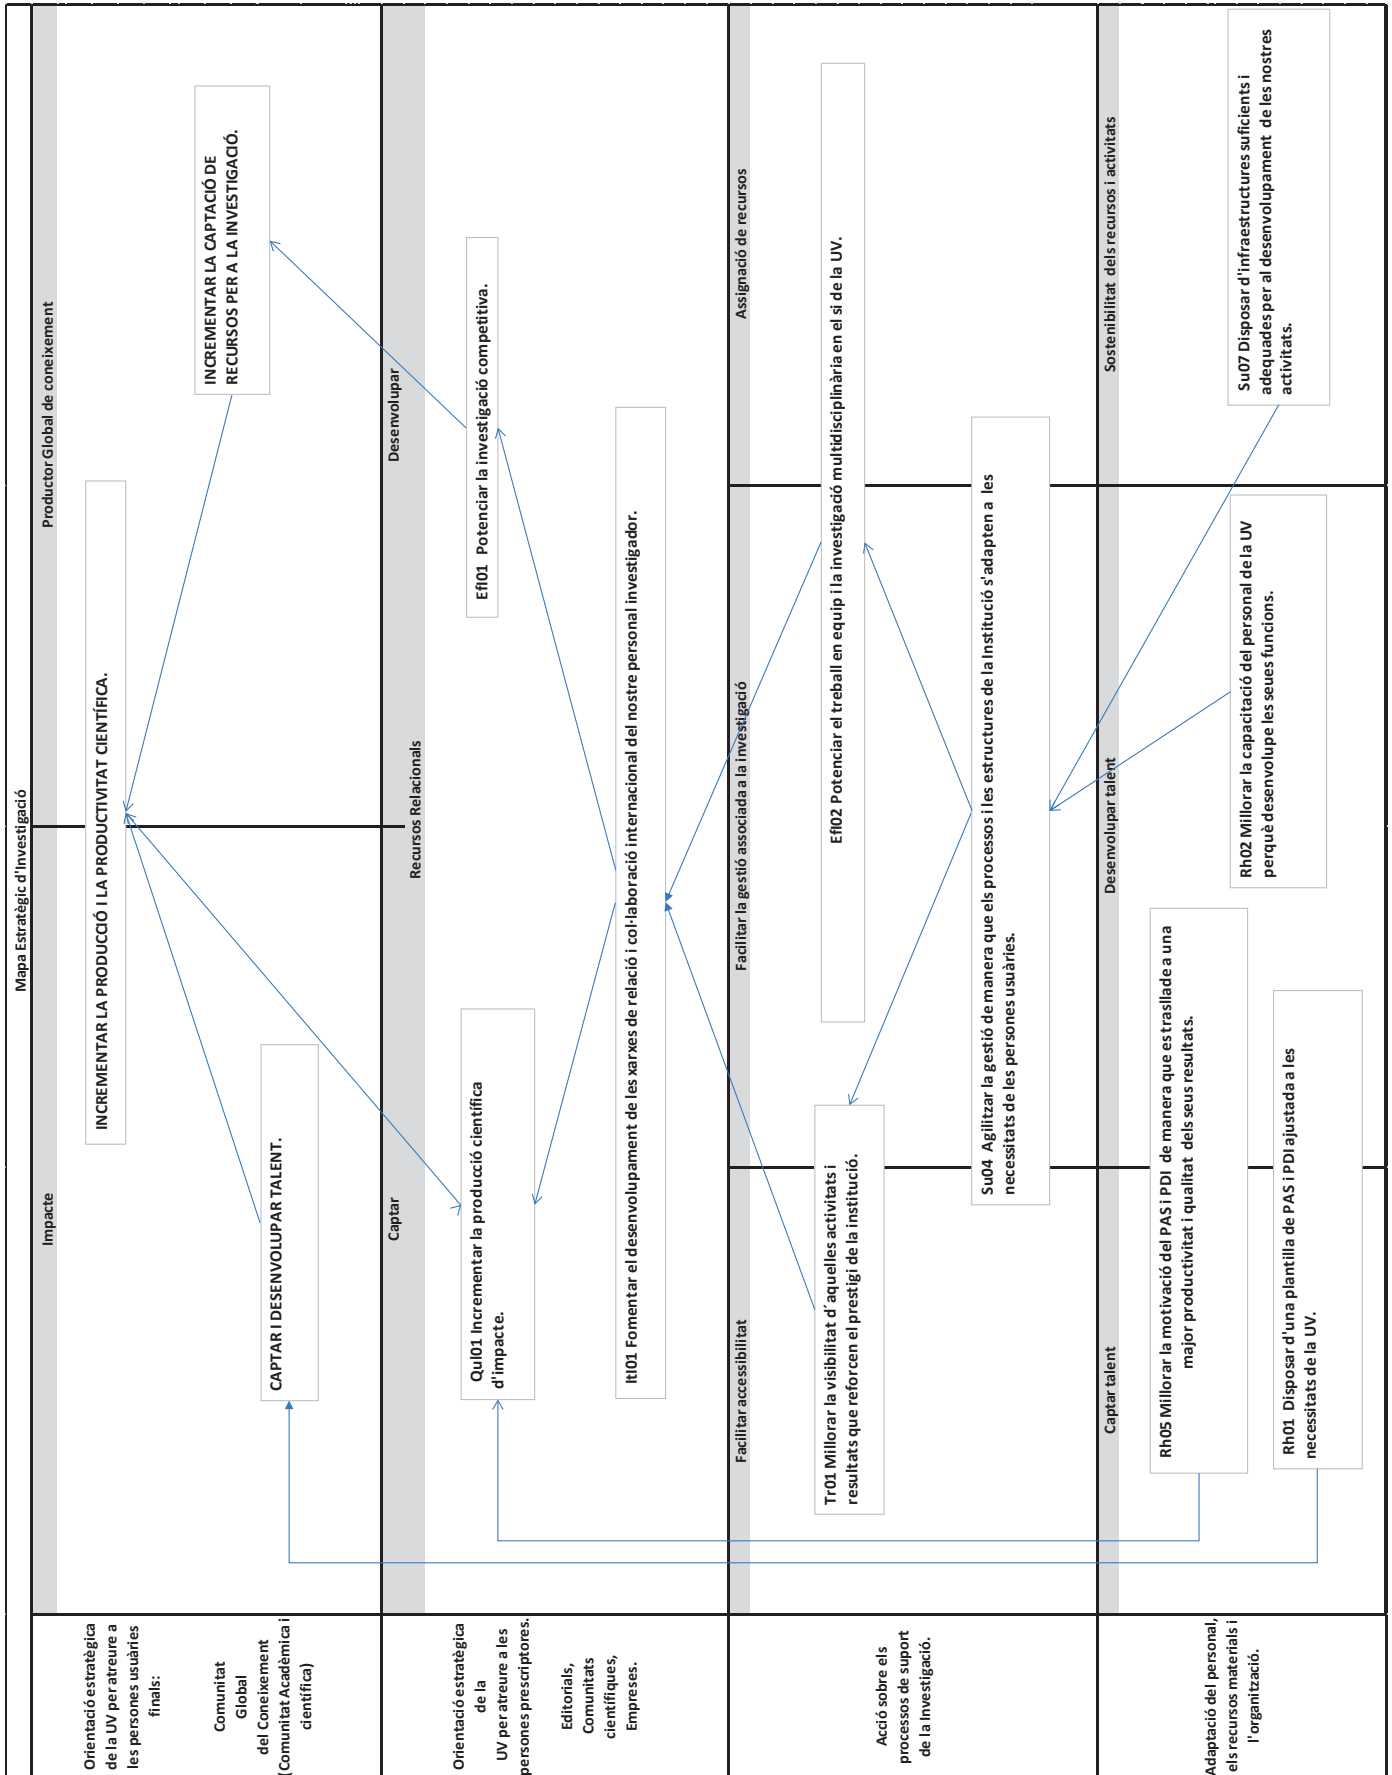 Mapa Estratègic d'Investigació
Orientació estratègica
de la UV per atreure a
les persones usuàries
finals:
Comunitat
Global
del Coneixement
(Comunitat Acadèmica i
científica)
Impacte
Productor Global de coneixement
INCREMENTAR LA PRODUCCIÓ I LA PRODUCTIVITAT CIENTÍFICA.
INCREMENTAR LA CAPTACIÓ DE
RECURSOS PER A LA INVESTIGACIÓ.
CAPTAR I DESENVOLUPAR TALENT.
Orientació estratègica
de la
UV per atreure a les
persones prescriptores.
Editorials,
Comunitats
científiques,
Empreses.
Captar
Recursos Relacionals
Desenvolupar
QuI01 Incrementar la producció científica
d'impacte.
EfI01 Potenciar la investigació competitiva.
ItI01 Fomentar el desenvolupament de les xarxes de relació i col·laboració internacional del nostre personal investigador.
Acció sobre els
processos de suport
de la Investigació.
Facilitar accessibilitat
Facilitar la gestió associada a la investigació
Assignació de recursos
Tr01 Millorar la visibilitat d´aquelles activitats i
resultats que reforcen el prestigi de la institució.
EfI02 Potenciar el treball en equip i la investigació multidisciplinària en el si de la UV.
Su04 Agilitzar la gestió de manera que els processos i les estructures de la Institució s'adapten a les
necessitats de les persones usuàries.
Adaptació del personal,
els recursos materials i
l'organització.
Captar talent
Desenvolupar talent
Sostenibilitat dels recursos i activitats
Rh05 Millorar la motivació del PAS i PDI de manera que es trasllade a una
major productivitat i qualitat dels seus resultats.
Rh01 Disposar d'una plantilla de PAS i PDI ajustada a les
necessitats de la UV.
Rh02 Millorar la capacitació del personal de la UV
perquè desenvolupe les seues funcions.
Su07 Disposar d'infraestructures suficients i
adequades per al desenvolupament de les nostres
activitats.